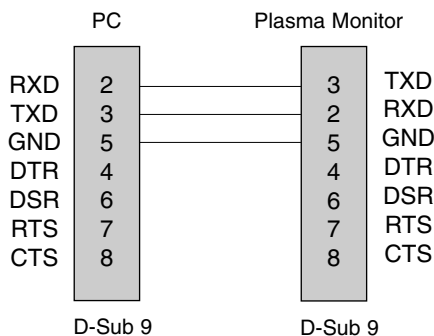 PC Plasma Monitor
RXD 2 3 TXD
TXD 3 2 RXD
GND 5 5 GND
DTR 4 4 DTR
DSR 6 6 DSR
RTS 7 7 RTS
CTS 8 8 CTS
D-Sub 9 D-Sub 9